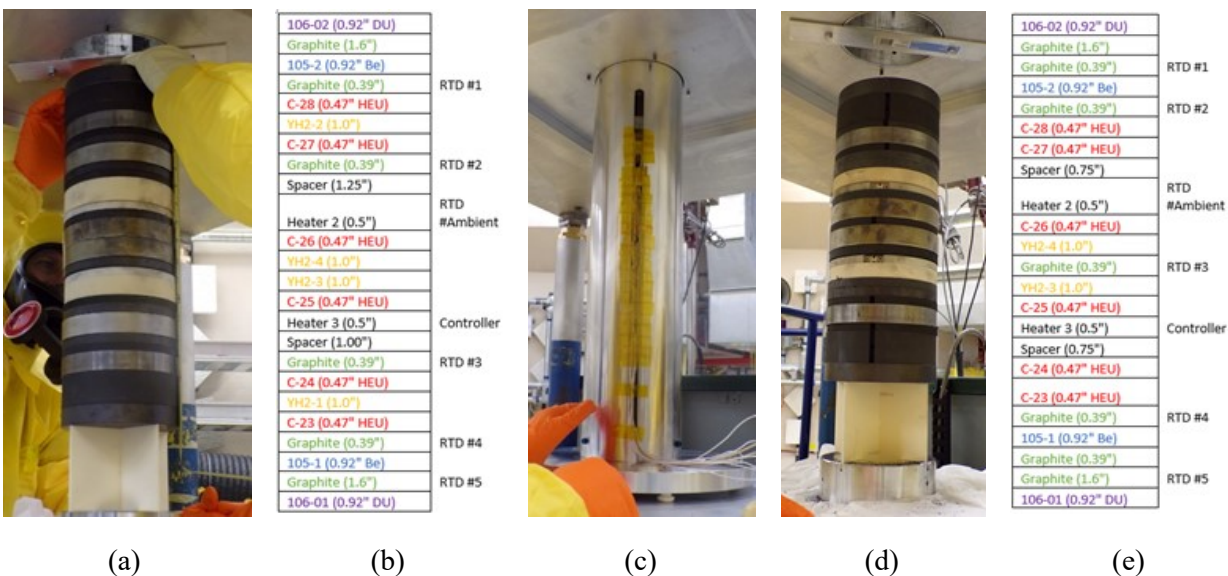 106-02 (0.92" DU)
Graphite (1.6")
105-2 (0.92" Be)
Graphite (0.39") RTD #1
C-28 (0.47" HEU)
YH2-2 (1.0")
C-27 (0.47" HEU)
Graphite (0.39") RTD #2
Spacer (1.25")
RTD
Heater 2 (0.5") #Ambient
C-26 (0.47" HEU)
YH2-4 (1.0")
YH2-3 (1.0")
C-25 (0.47" HEU)
Heater 3 (0.5") Controller
Spacer (1.00")
Graphite (0.39") RTD #3
C-24 (0.47" HEU)
YH2-1 (1.0")
C-23 (0.47" HEU)
Graphite (0.39") RTD #4
105-1 (0.92" Be)
Graphite (1.6") RTD #5
106-01 (0.92" DU)
106-02 (0.92" DU)
Graphite (1.6")
Graphite (0.39") RTD #1
105-2 (0.92" Be)
Graphite (0.39") RTD #2
C-28 (0.47" HEU)
C-27 (0.47" HEU)
Spacer (0.75")
RTD
Heater 2 (0.5") #Ambient
C-26 (0.47" HEU)
YH2-4 (1.0")
Graphite (0.39") RTD #3
YH2-3 (1.0")
C-25 (0.47" HEU)
Heater 3 (0.5") Controller
Spacer (0.75")
C-24 (0.47" HEU)
C-23 (0.47" HEU)
Graphite (0.39") RTD #4
105-1 (0.92" Be)
Graphite (0.39")
Graphite (1.6") RTD #5
106-01 (0.92" DU)
(a) (b) (c) (d) (e)